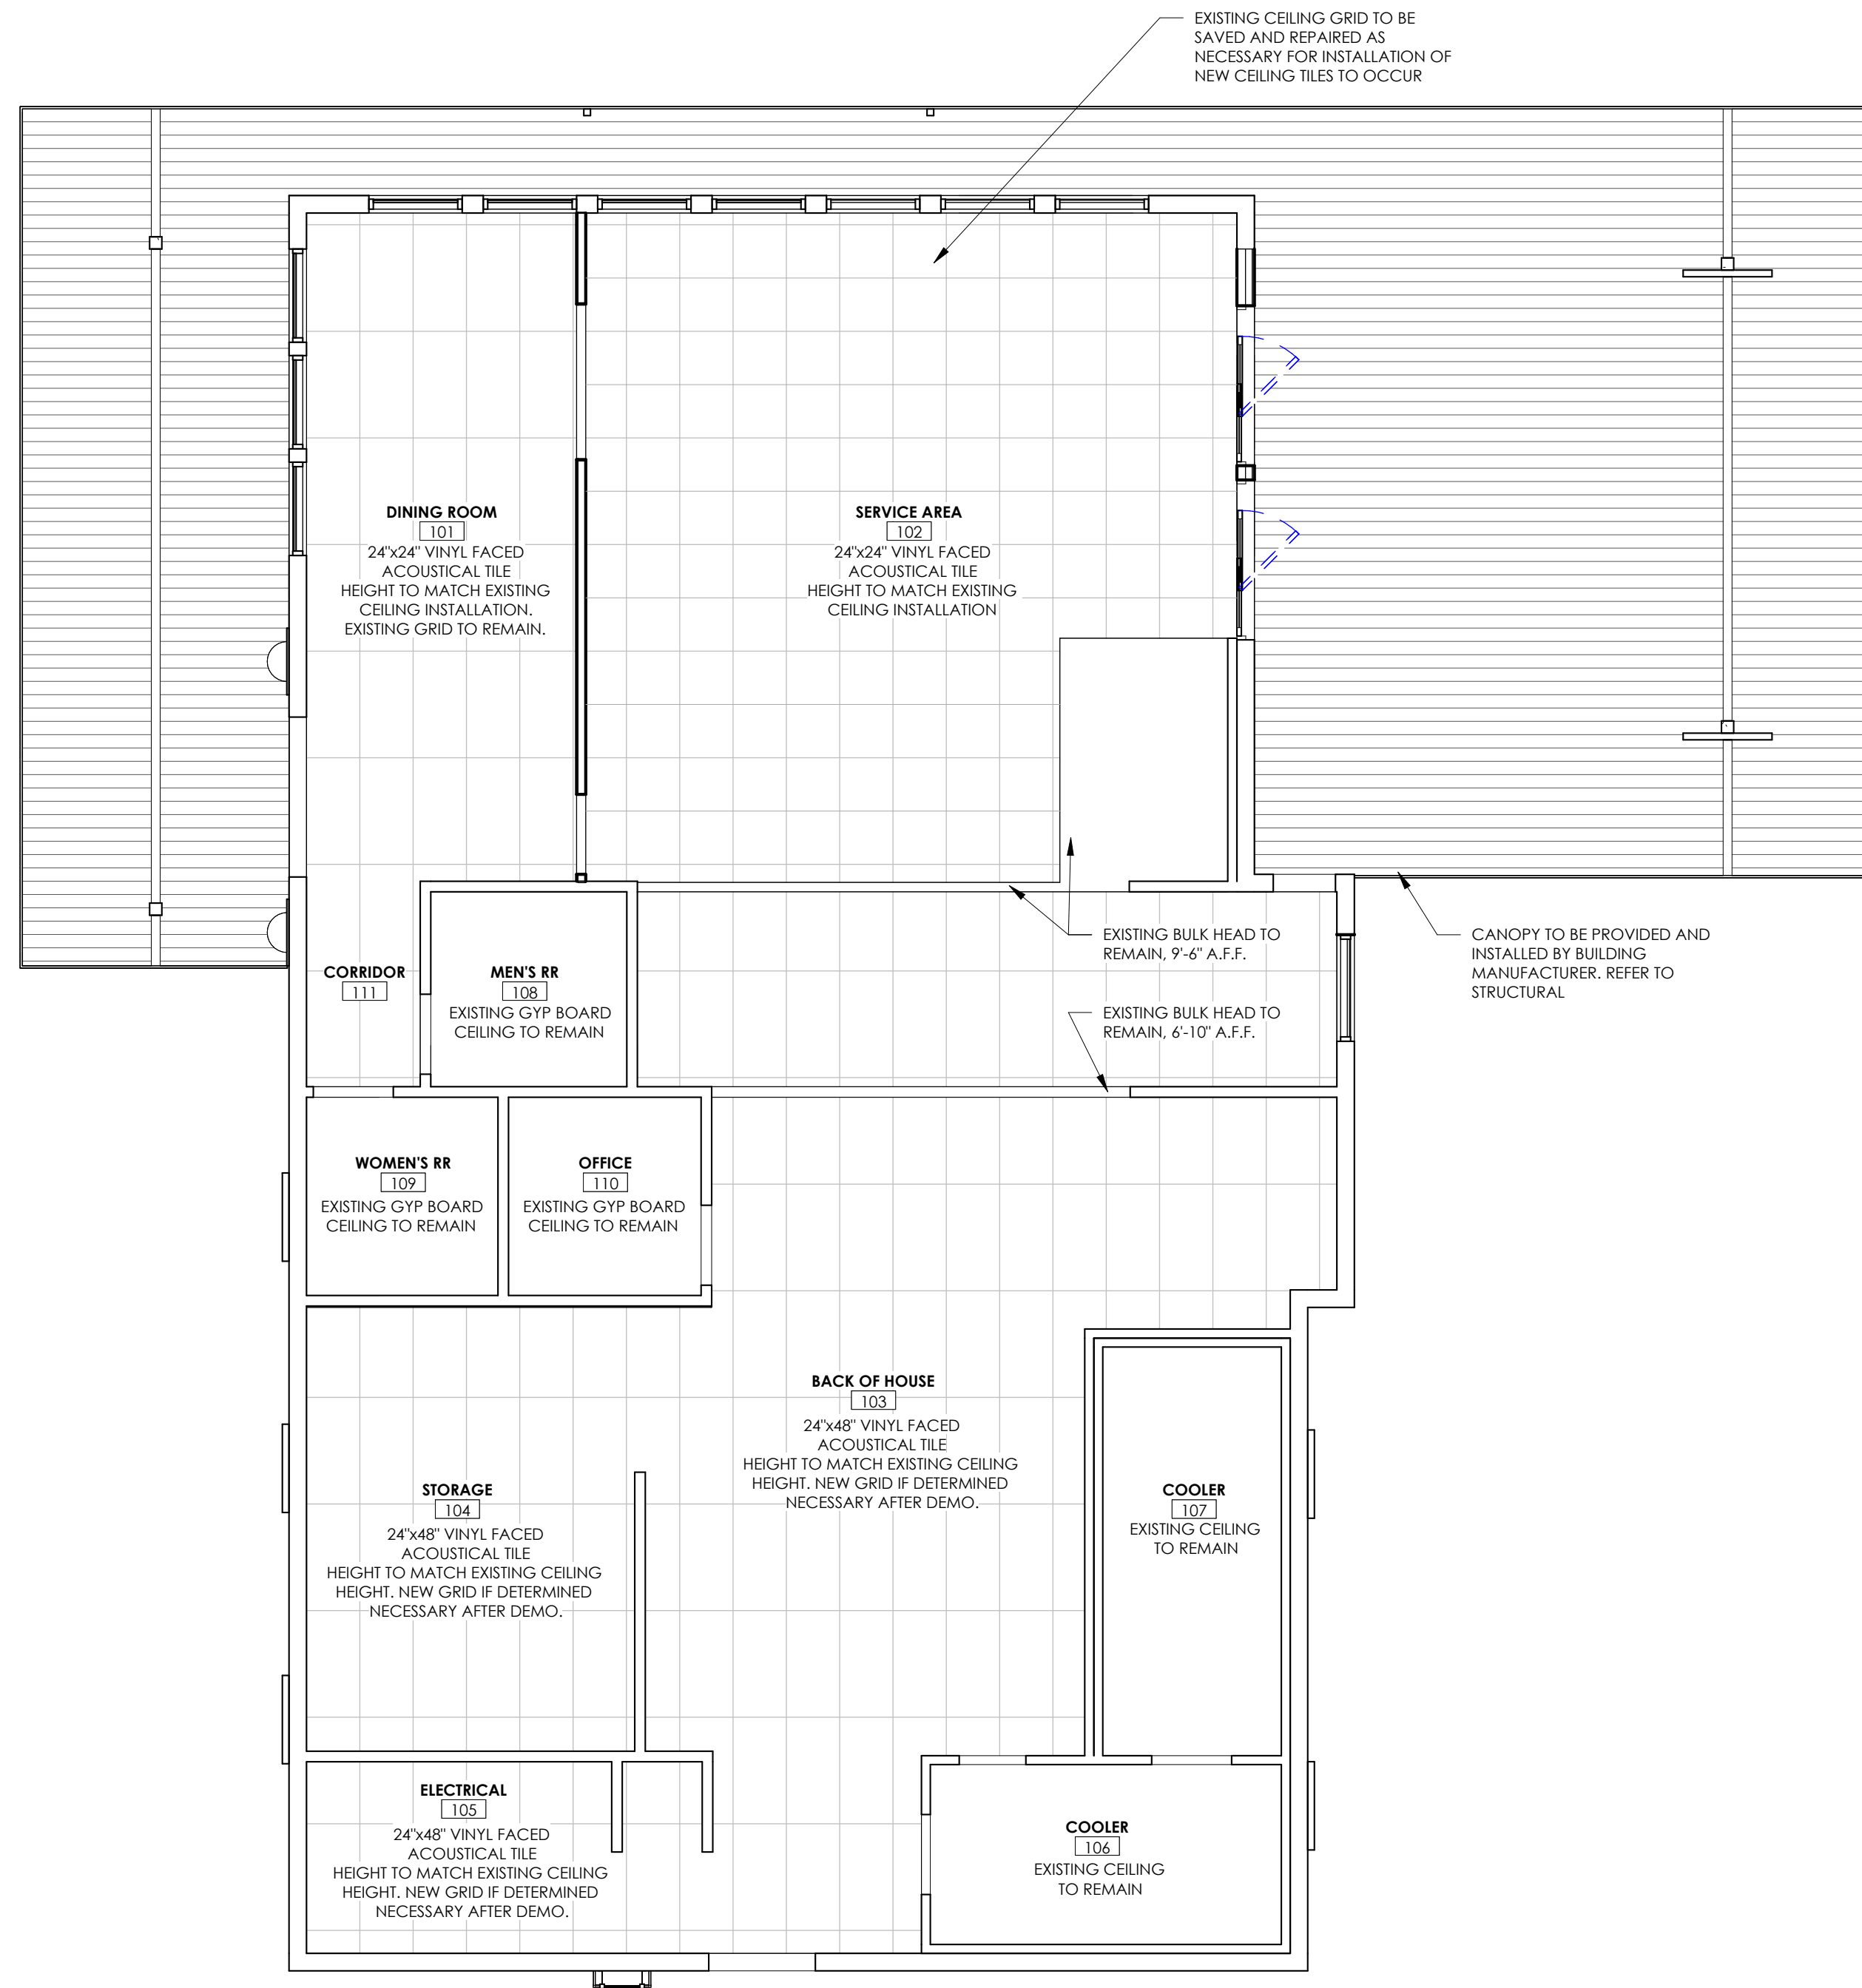 EXISTING CEILING GRID TO BE
SAVED AND REPAIRED AS
NECESSARY FOR INSTALLATION OF
NEW CEILING TILES TO OCCUR
DINING ROOM
101
24"x24" VINYL FACED
ACOUSTICAL TILE
HEIGHT TO MATCH EXISTING
CEILING INSTALLATION.
EXISTING GRID TO REMAIN.
SERVICE AREA
102
24"x24" VINYL FACED
ACOUSTICAL TILE
HEIGHT TO MATCH EXISTING
CEILING INSTALLATION
EXISTING BULK HEAD TO
REMAIN, 9'-6" A.F.F.
CANOPY TO BE PROVIDED AND
INSTALLED BY BUILDING
MANUFACTURER. REFER TO
STRUCTURAL
CORRIDOR
111
MEN'S RR
108
EXISTING GYP BOARD
CEILING TO REMAIN
EXISTING BULK HEAD TO
REMAIN, 6'-10" A.F.F.
WOMEN'S RR
109
EXISTING GYP BOARD
CEILING TO REMAIN
OFFICE
110
EXISTING GYP BOARD
CEILING TO REMAIN
BACK OF HOUSE
103
24"x48" VINYL FACED
ACOUSTICAL TILE
HEIGHT TO MATCH EXISTING CEILING
HEIGHT. NEW GRID IF DETERMINED
NECESSARY AFTER DEMO.
STORAGE
104
24"x48" VINYL FACED
ACOUSTICAL TILE
HEIGHT TO MATCH EXISTING CEILING
HEIGHT. NEW GRID IF DETERMINED
NECESSARY AFTER DEMO.
COOLER
107
EXISTING CEILING
TO REMAIN
ELECTRICAL
105
24"x48" VINYL FACED
ACOUSTICAL TILE
HEIGHT TO MATCH EXISTING CEILING
HEIGHT. NEW GRID IF DETERMINED
NECESSARY AFTER DEMO.
COOLER
106
EXISTING CEILING
TO REMAIN